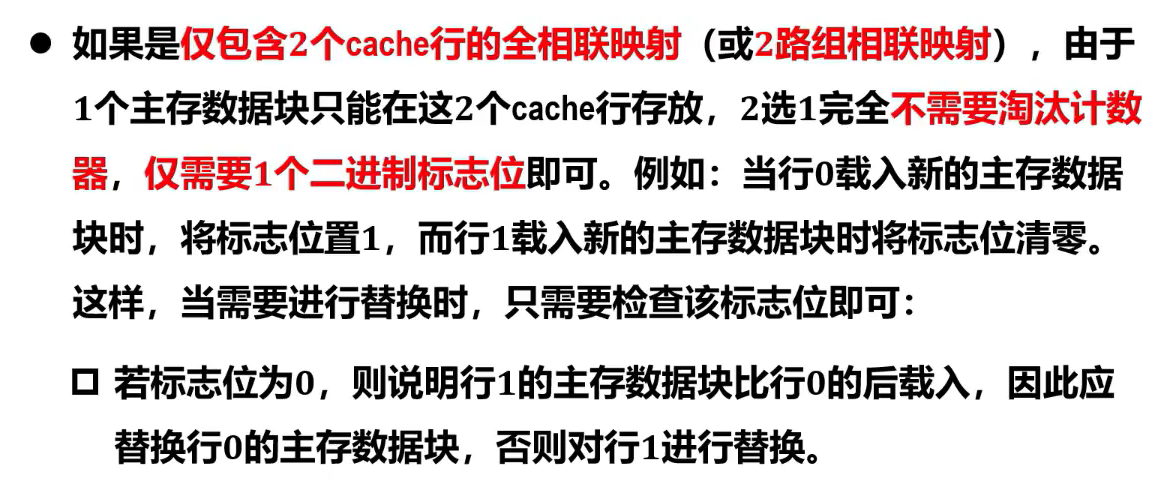 ● 如果是仅包含2个cache行的全相联映射（或2路组相联映射），由于
1个主存数据块只能在这2个cache行存放，2选1完全不需要淘汰计数
器，仅需要1个二进制标志位即可。例如：当行0载入新的主存数据
块时，将标志位置1，而行1载入新的主存数据块时将标志位清零。
这样，当需要进行替换时，只需要检查该标志位即可：
□ 若标志位为0，则说明行1的主存数据块比行0的后载入，因此应
替换行0的主存数据块，否则对行1进行替换。